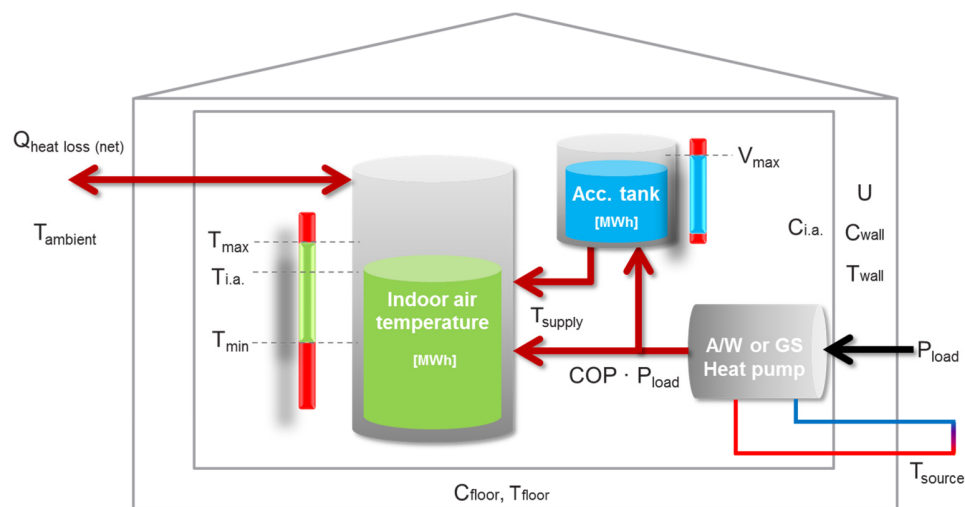 Qheat loss (net)
Tambient
Tmax
Ti.a.
Tmin
Indoor air
temperature
[MWh]
Acc. tank
[MWh]
Vmax
Tsupply
COP · Pload
A/W or GS
Heat pump
Ci.a.
U
Cwall
Twall
Pload
Tsource
Cfloor, Tfloor